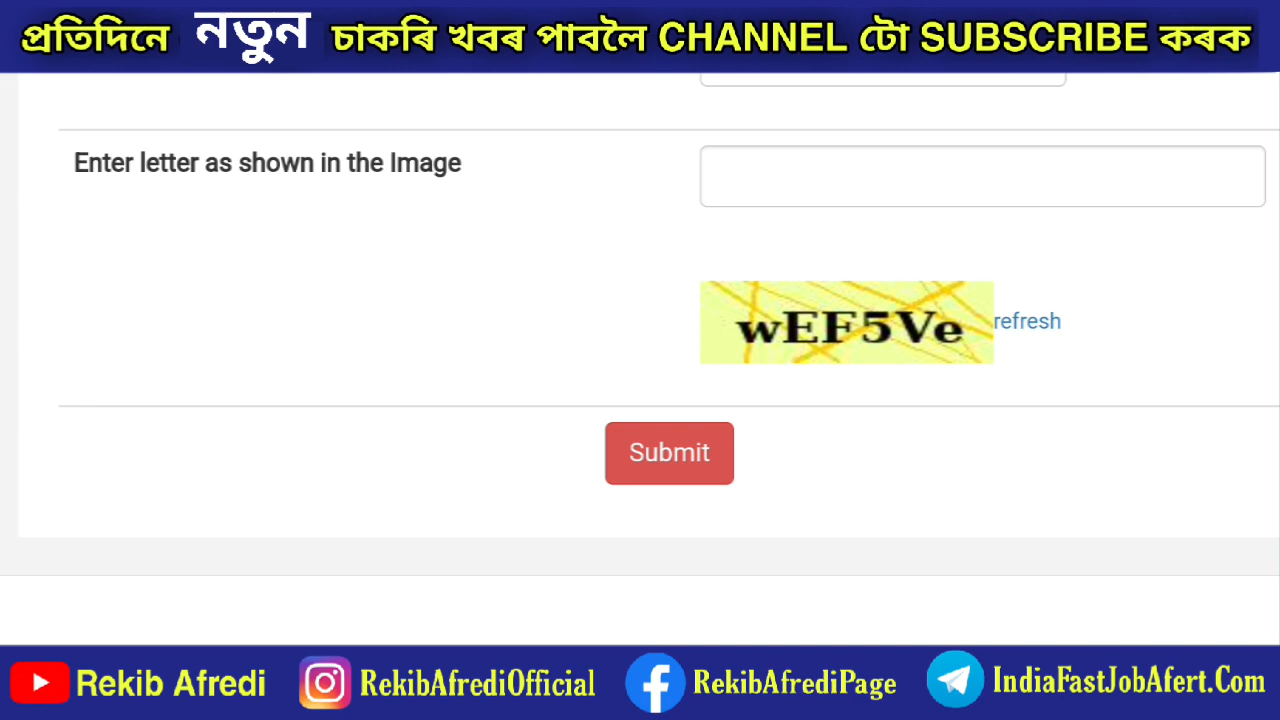 প্ৰতিদিনে নতুন চাকৰি খবৰ পাবলৈ CHANNEL টো SUBSCRIBE কৰক
Enter letter as shown in the Image
wEF5Ve refresh
Submit
Rekib Afredi RekibAfrediOfficial RekibAfrediPage IndiaFastJobAfert.Com